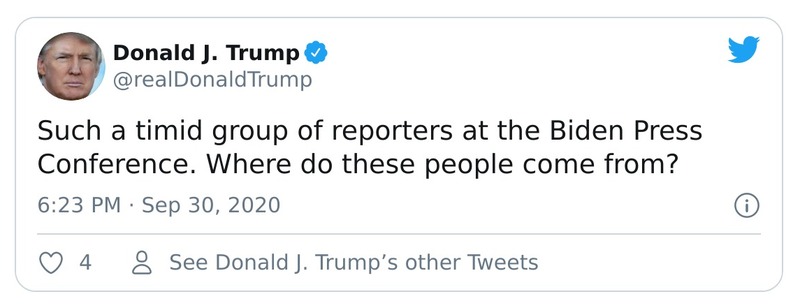 Donald J. Trump
@realDonaldTrump
Such a timid group of reporters at the Biden Press
Conference. Where do these people come from?
6:23 PM · Sep 30, 2020
4 See Donald J. Trump’s other Tweets